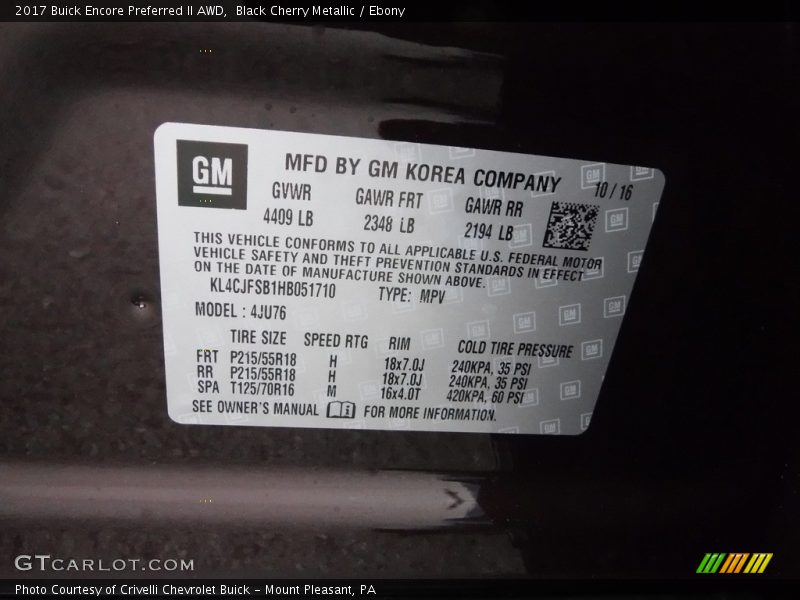 2017 Buick Encore Preferred II AWD,  Black Cherry Metallic / Ebony
GM
MFD BY GM KOREA COMPANY 10 / 16
GVWR GAWR FRT GAWR RR
4409 LB 2348 LB 2194 LB
THIS VEHICLE CONFORMS TO ALL APPLICABLE U.S. FEDERAL MOTOR
VEHICLE SAFETY AND THEFT PREVENTION STANDARDS IN EFFECT
ON THE DATE OF MANUFACTURE SHOWN ABOVE.
KL4CJFSB1HB051710 TYPE: MPV
MODEL : 4JU76
TIRE SIZE SPEED RTG RIM COLD TIRE PRESSURE
FRT P215/55R18 H 18x7.0J 240KPA, 35 PSI
RR P215/55R18 H 18x7.0J 240KPA, 35 PSI
SPA T125/70R16 M 16x4.0T 420KPA, 60 PSI
SEE OWNER'S MANUAL FOR MORE INFORMATION.
GTCARLOT.COM
Photo Courtesy of Crivelli Chevrolet Buick – Mount Pleasant, PA